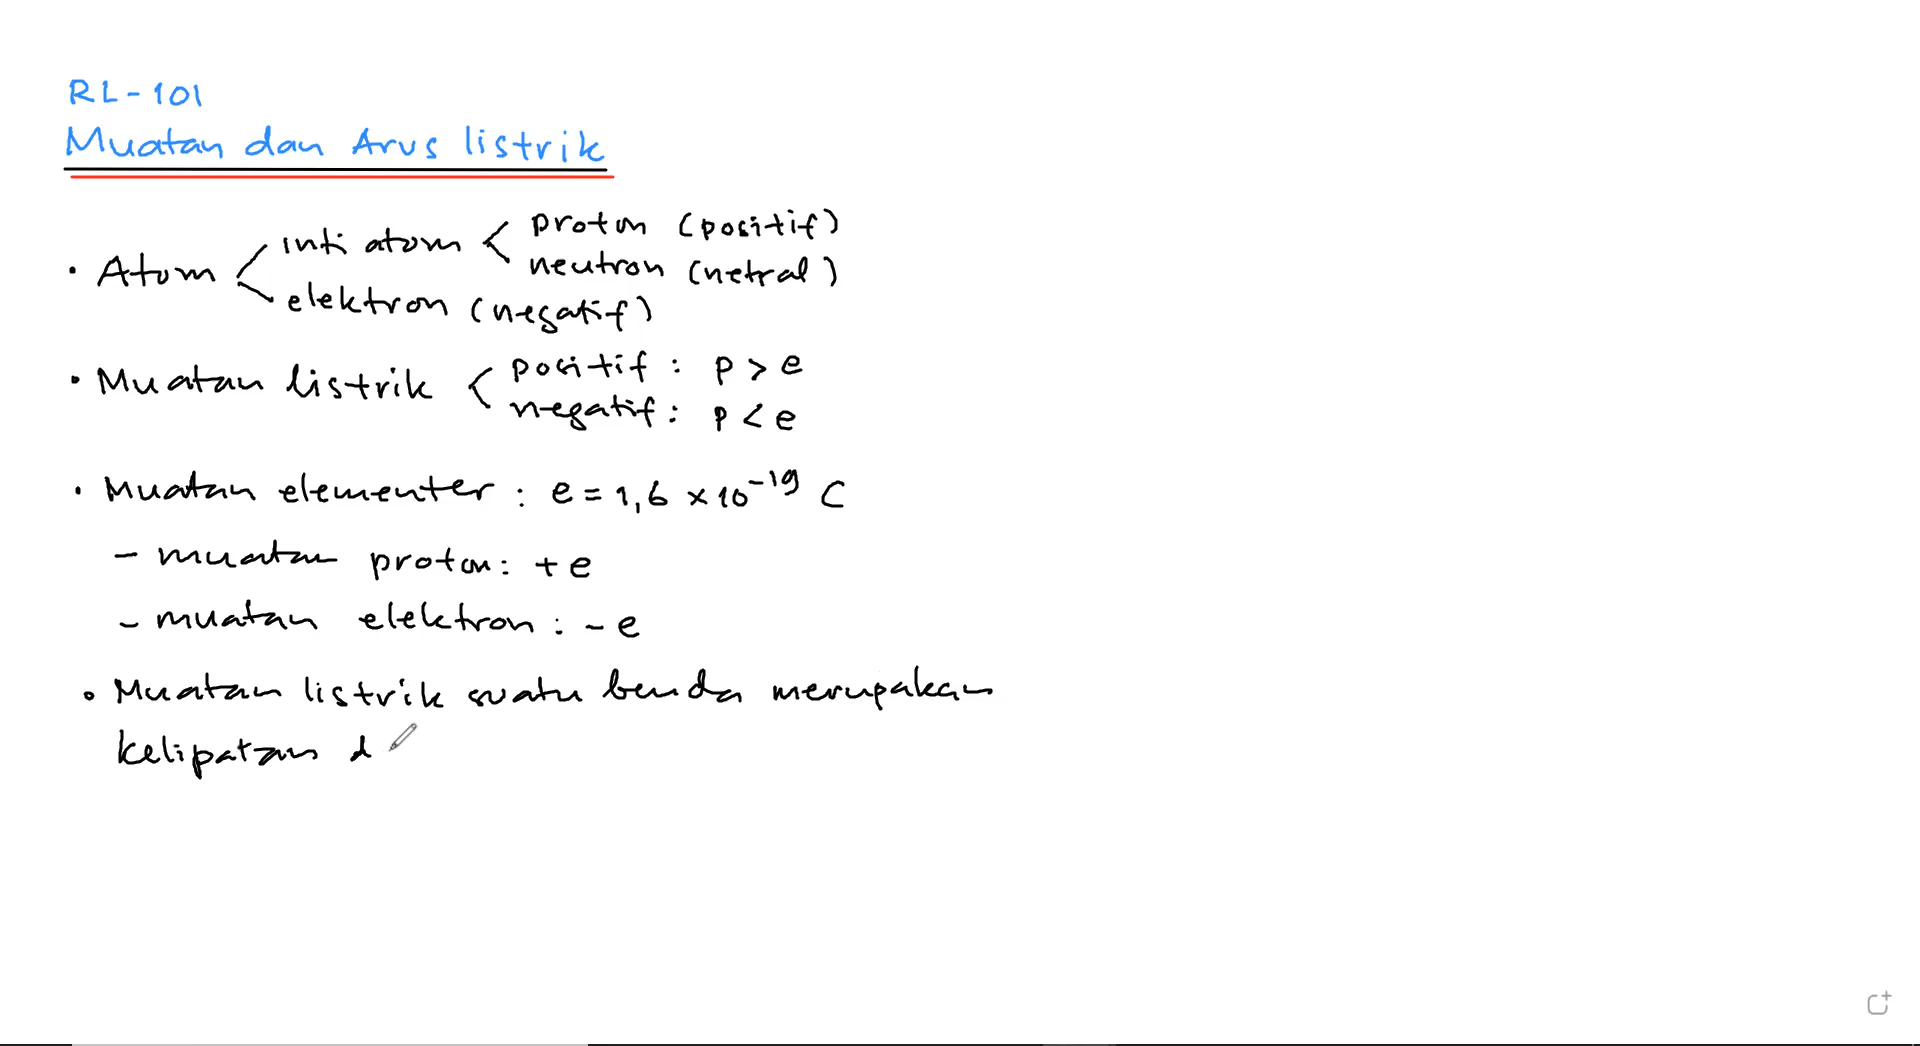 RL-101
Muatan dan Arus listrik
• Atom < inti atom < proton (positif)
neutron (netral)
elektron (negatif)
• Muatan listrik < positif : p > e
negatif : p < e
• Muatan elementer : e = 1,6 × 10⁻¹⁹ C
- muatan proton : + e
- muatan elektron : - e
• Muatan listrik suatu benda merupakan
kelipatan d